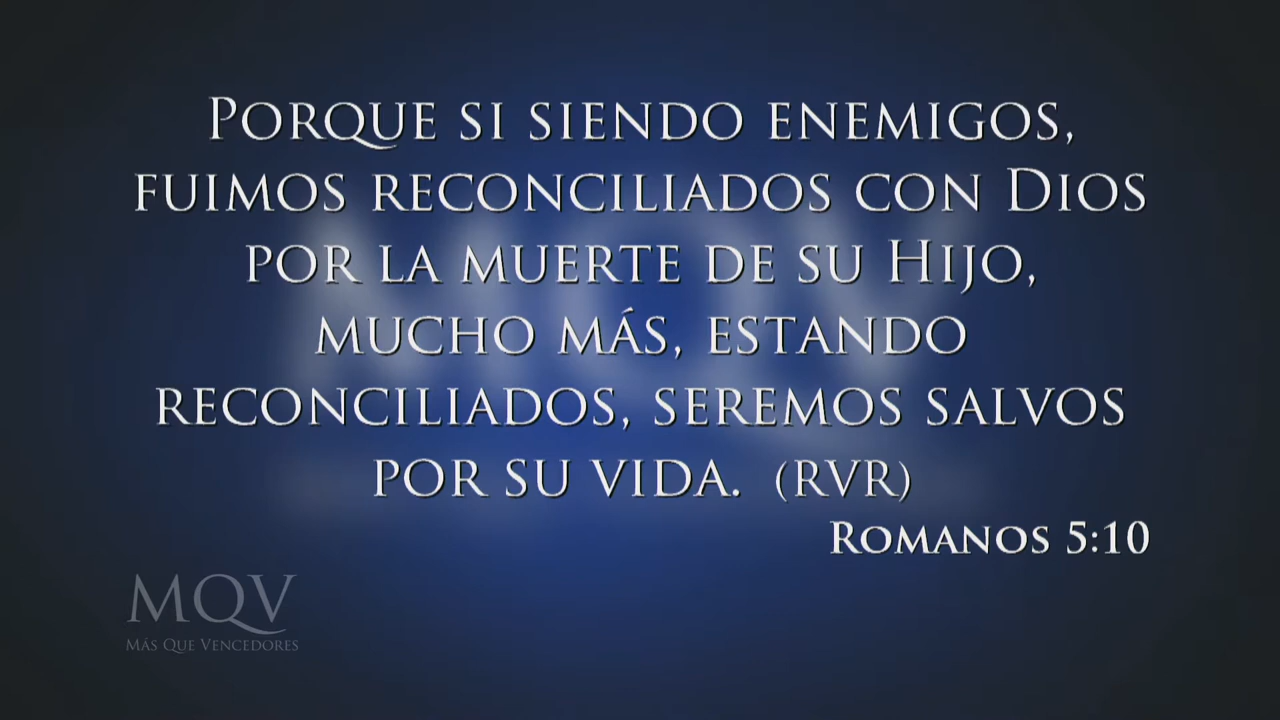 Porque si siendo enemigos,
fuimos reconciliados con Dios
por la muerte de su Hijo,
mucho más, estando
reconciliados, seremos salvos
por su vida. (RVR)
Romanos 5:10
MQV
Más Que Vencedores